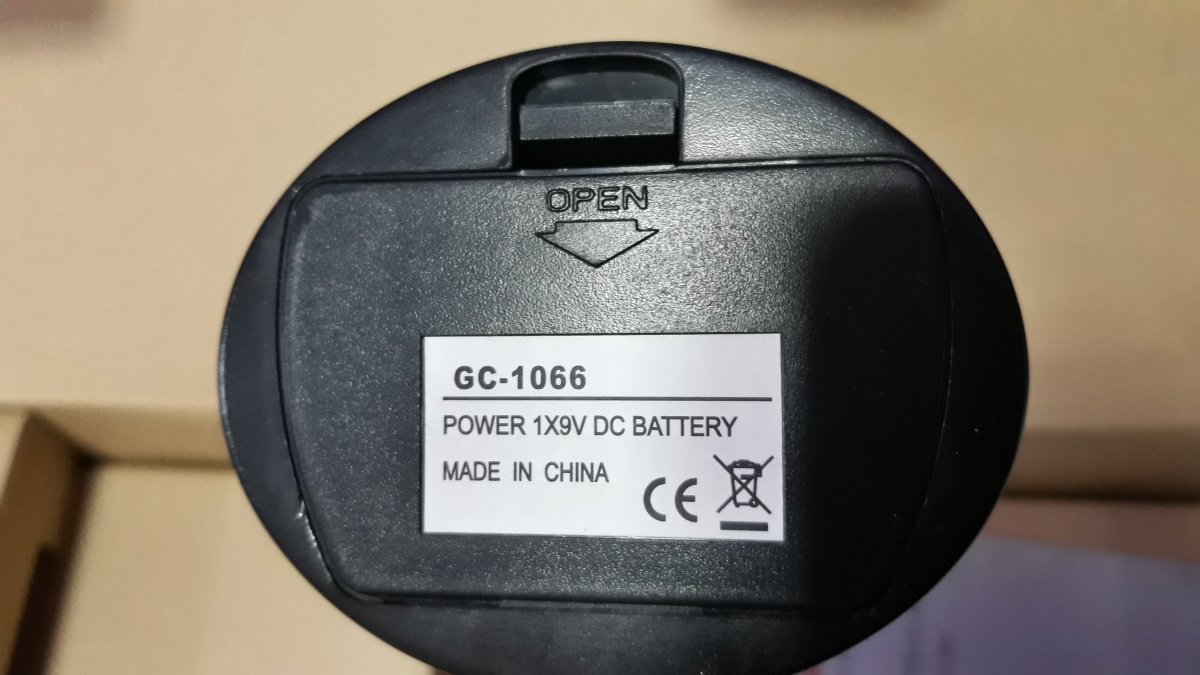 OPEN
GC-1066
POWER 1X9V DC BATTERY
MADE IN CHINA
CE